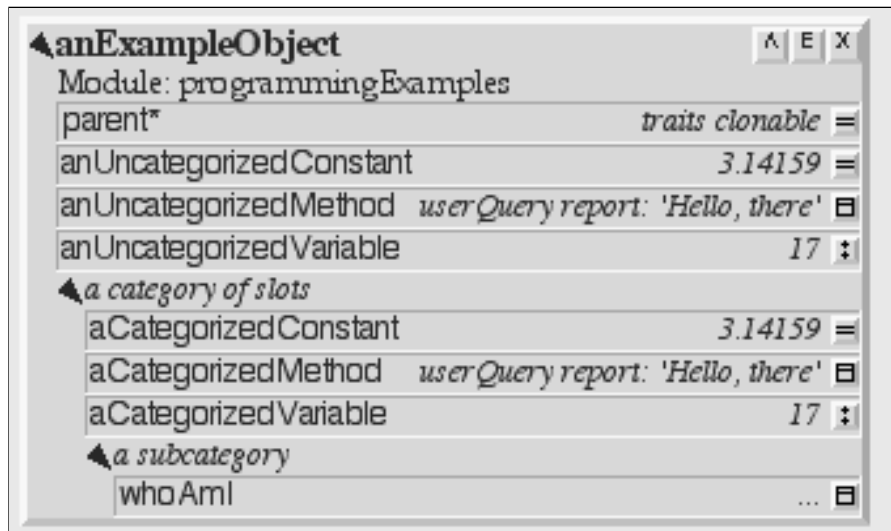 anExampleObject Λ E X
Module: programmingExamples
parent* traits clonable =
anUncategorizedConstant 3.14159 =
anUncategorizedMethod userQuery report: 'Hello, there'
anUncategorizedVariable 17 :
a category of slots
aCategorizedConstant 3.14159 =
aCategorizedMethod userQuery report: 'Hello, there'
aCategorizedVariable 17 :
a subcategory
whoAmI ...